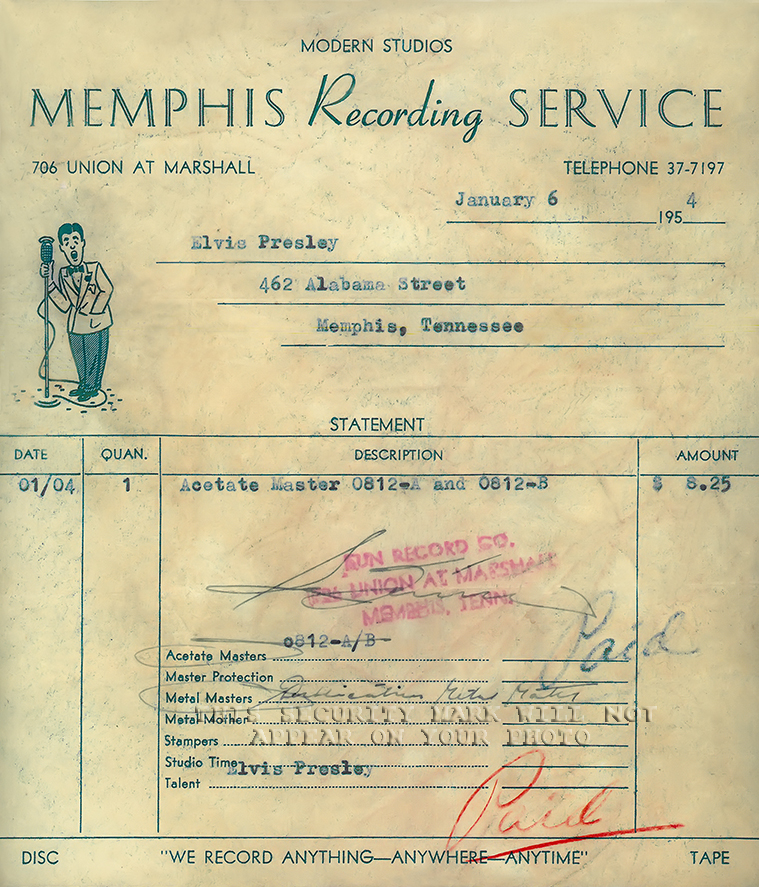 MODERN STUDIOS
MEMPHIS Recording SERVICE
706 UNION AT MARSHALL TELEPHONE 37-7197
January 6 1954
Elvis Presley
462 Alabama Street
Memphis, Tennessee
STATEMENT
DATE QUAN. DESCRIPTION AMOUNT
01/04 1 Acetate Master 0812-A and 0812-B $ 8.25
SUN RECORD CO.
706 UNION AT MARSHALL
MEMPHIS, TENN.
0812-A/B
Paid
Acetate Masters
Master Protection
Metal Masters
Metal Mother
THIS SECURITY MARK WILL NOT
APPEAR ON YOUR PHOTO
Stampers
Studio Time
Elvis Presley
Talent
Paid
DISC "WE RECORD ANYTHING—ANYWHERE—ANYTIME" TAPE